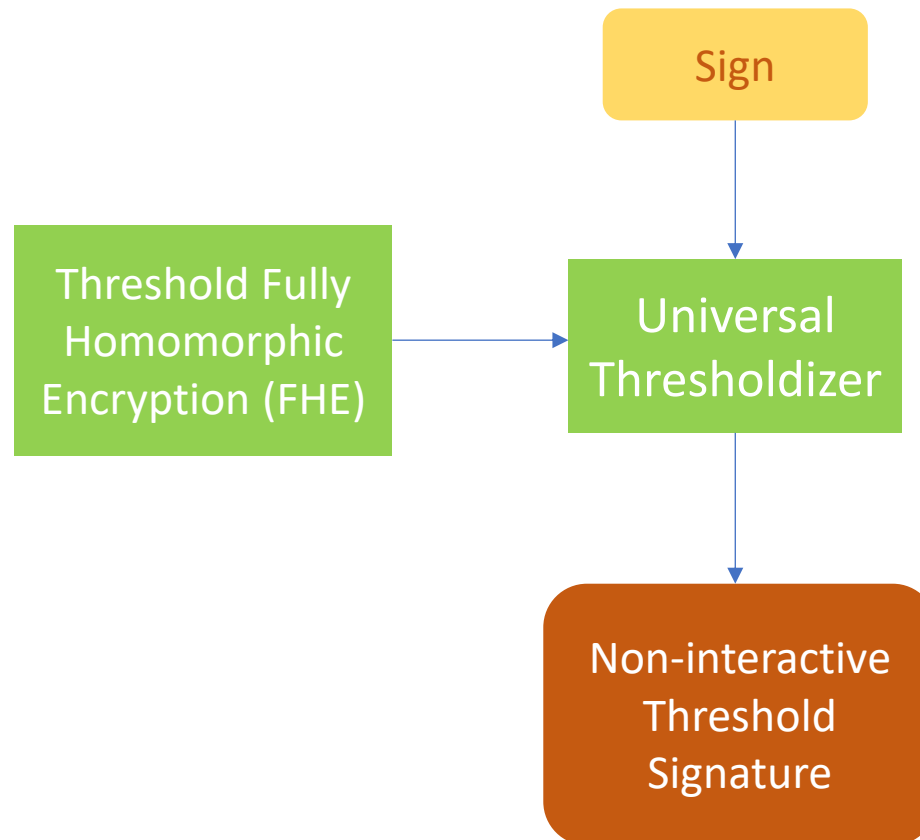 Sign
Threshold Fully
Homomorphic
Encryption (FHE)
Universal
Thresholdizer
Non-interactive
Threshold
Signature